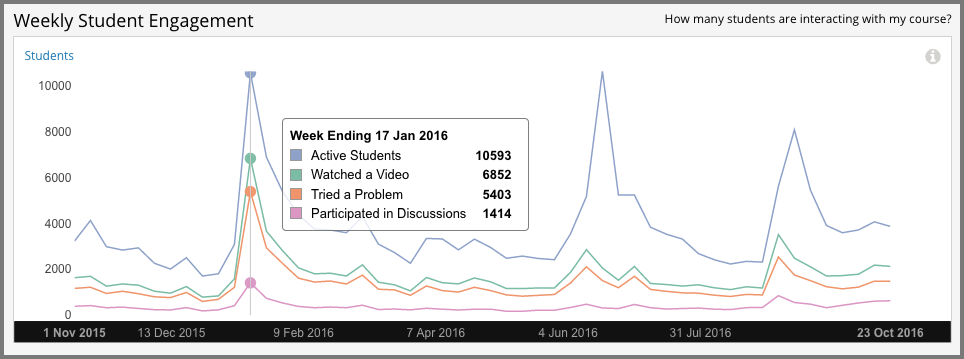 Weekly Student Engagement
How many students are interacting with my course?
Students
10000
8000
6000
4000
2000
0
Week Ending 17 Jan 2016
Active Students 10593
Watched a Video 6852
Tried a Problem 5403
Participated in Discussions 1414
1 Nov 2015 13 Dec 2015 9 Feb 2016 7 Apr 2016 4 Jun 2016 31 Jul 2016 23 Oct 2016